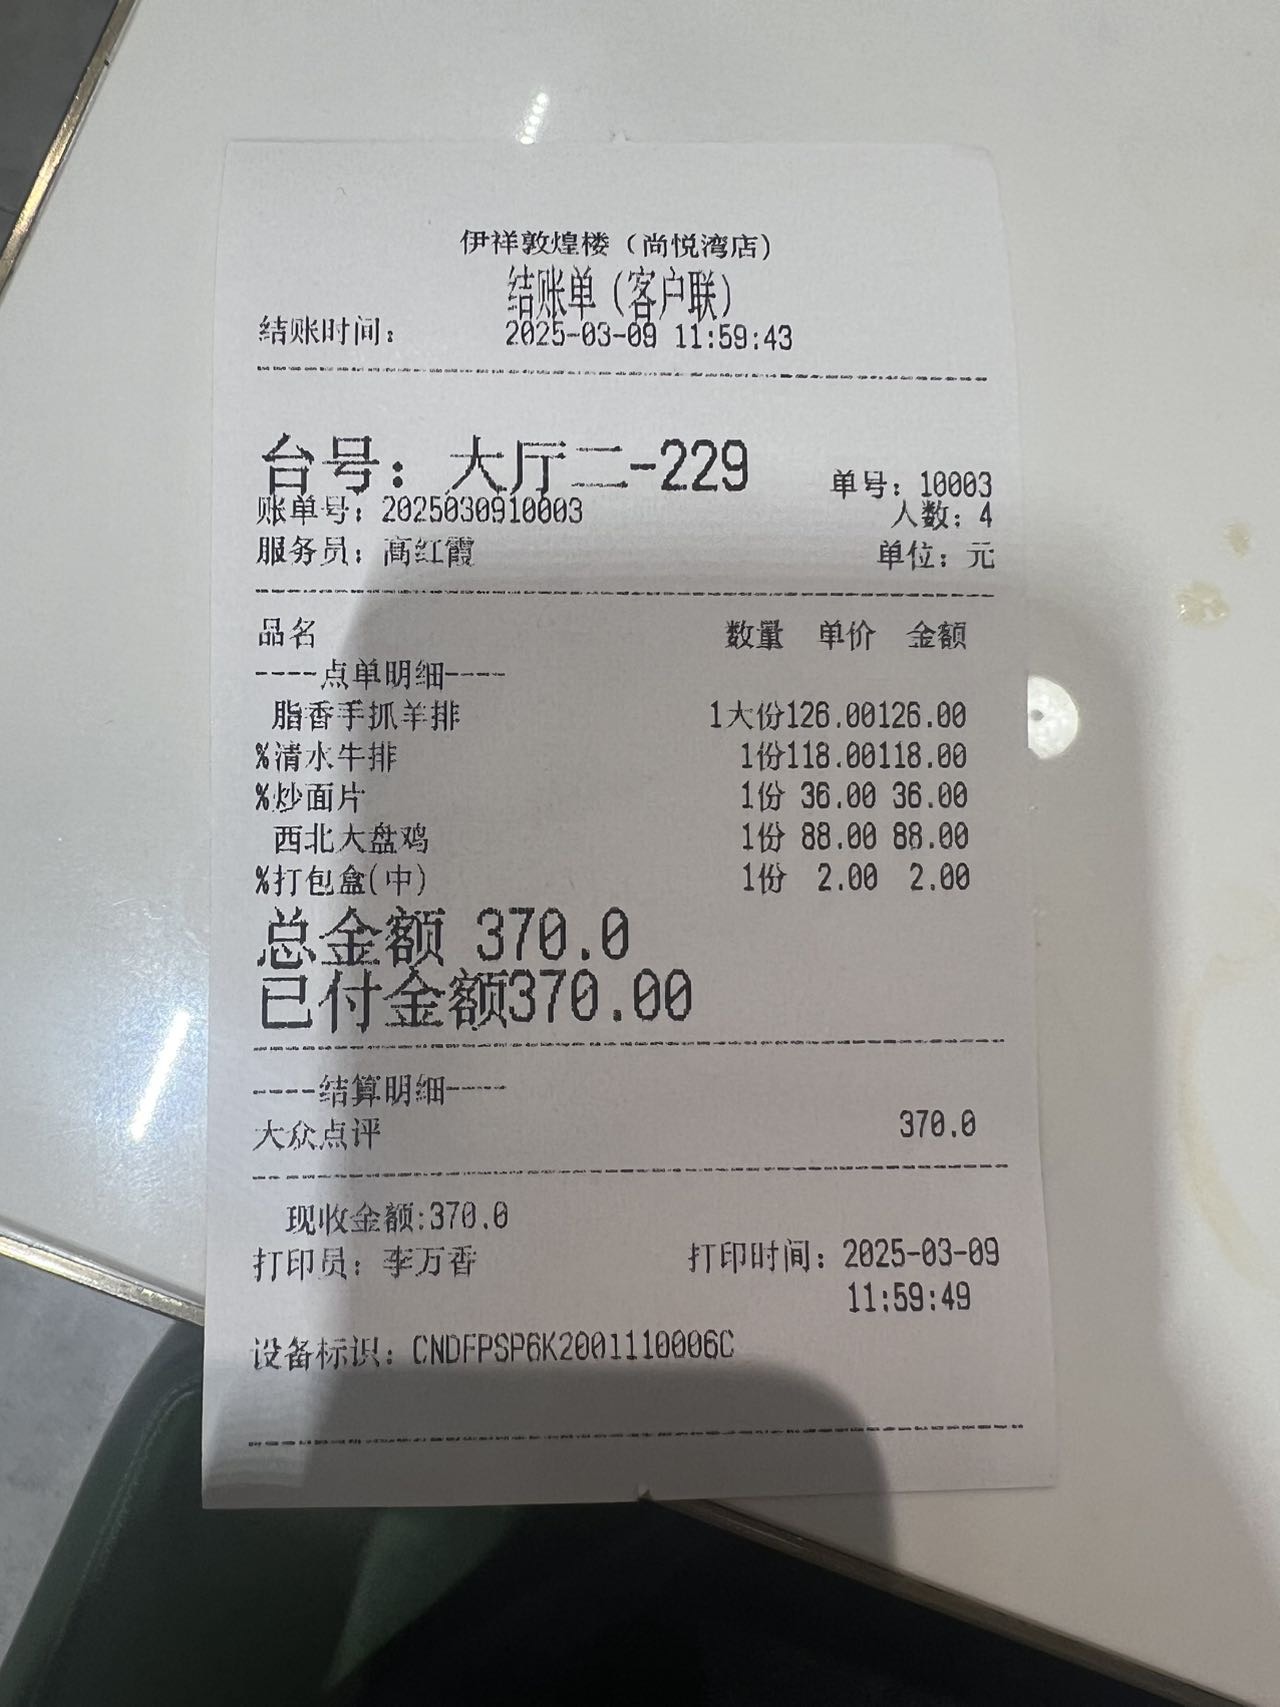 伊祥敦煌楼（尚悦湾店）
结账单（客户联）
结账时间： 2025-03-09 11:59:43
台号： 大厅二-229 单号：10003
账单号：2025030910003 人数：4
服务员：高红霞 单位：元
品名 数量 单价 金额
----点单明细----
脂香手抓羊排 1大份126.00126.00
%清水牛排 1份118.00118.00
%炒面片 1份 36.00 36.00
西北大盘鸡 1份 88.00 88.00
%打包盒(中) 1份 2.00 2.00
总金额 370.0
已付金额370.00
----结算明细----
大众点评 370.0
现收金额:370.0
打印员：李万香 打印时间：2025-03-09
11:59:49
设备标识：CNDFPSP6K2001110006C